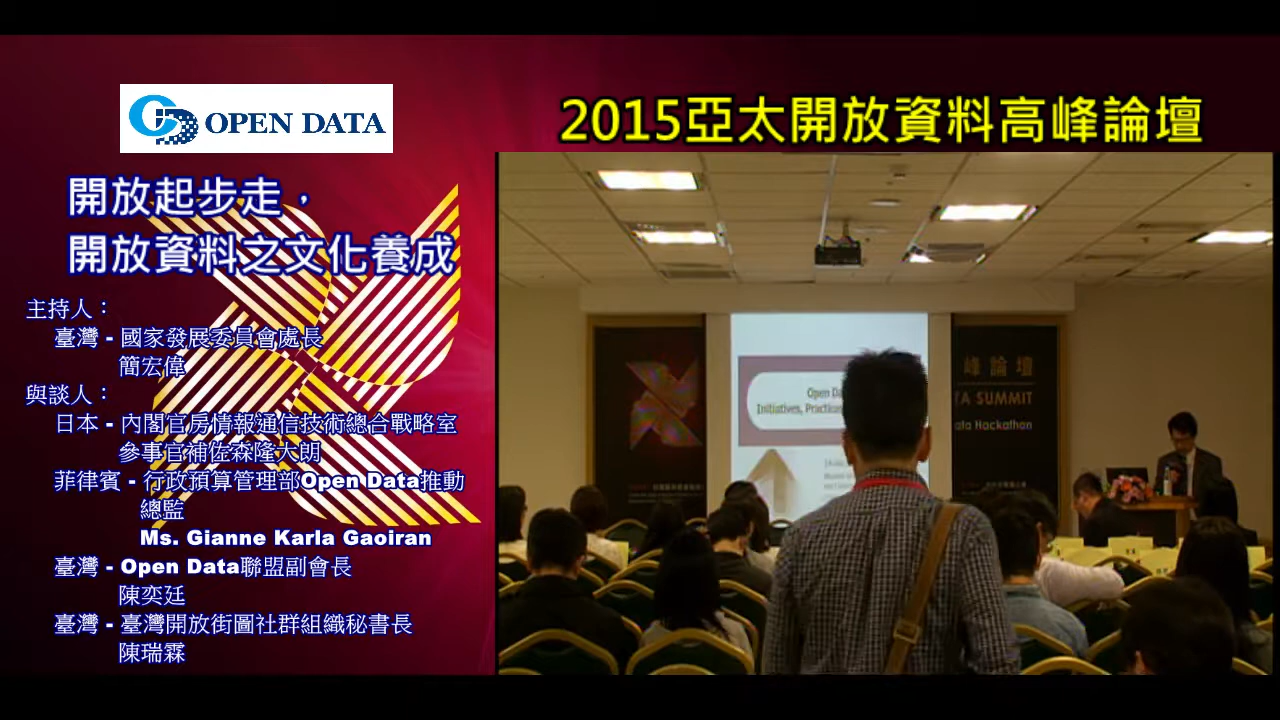 OPEN DATA
2015亞太開放資料高峰論壇
開放起步走，
開放資料之文化養成
主持人：
臺灣 - 國家發展委員會處長
簡宏偉
與談人：
日本 - 內閣官房情報通信技術總合戰略室
參事官補佐森隆大朗
菲律賓 - 行政預算管理部Open Data推動
總監
Ms. Gianne Karla Gaoiran
臺灣 - Open Data聯盟副會長
陳奕廷
臺灣 - 臺灣開放街圖社群組織秘書長
陳瑞霖
Open Da
Initiatives, Practic
峰論壇
TA SUMMIT
ata Hackathon